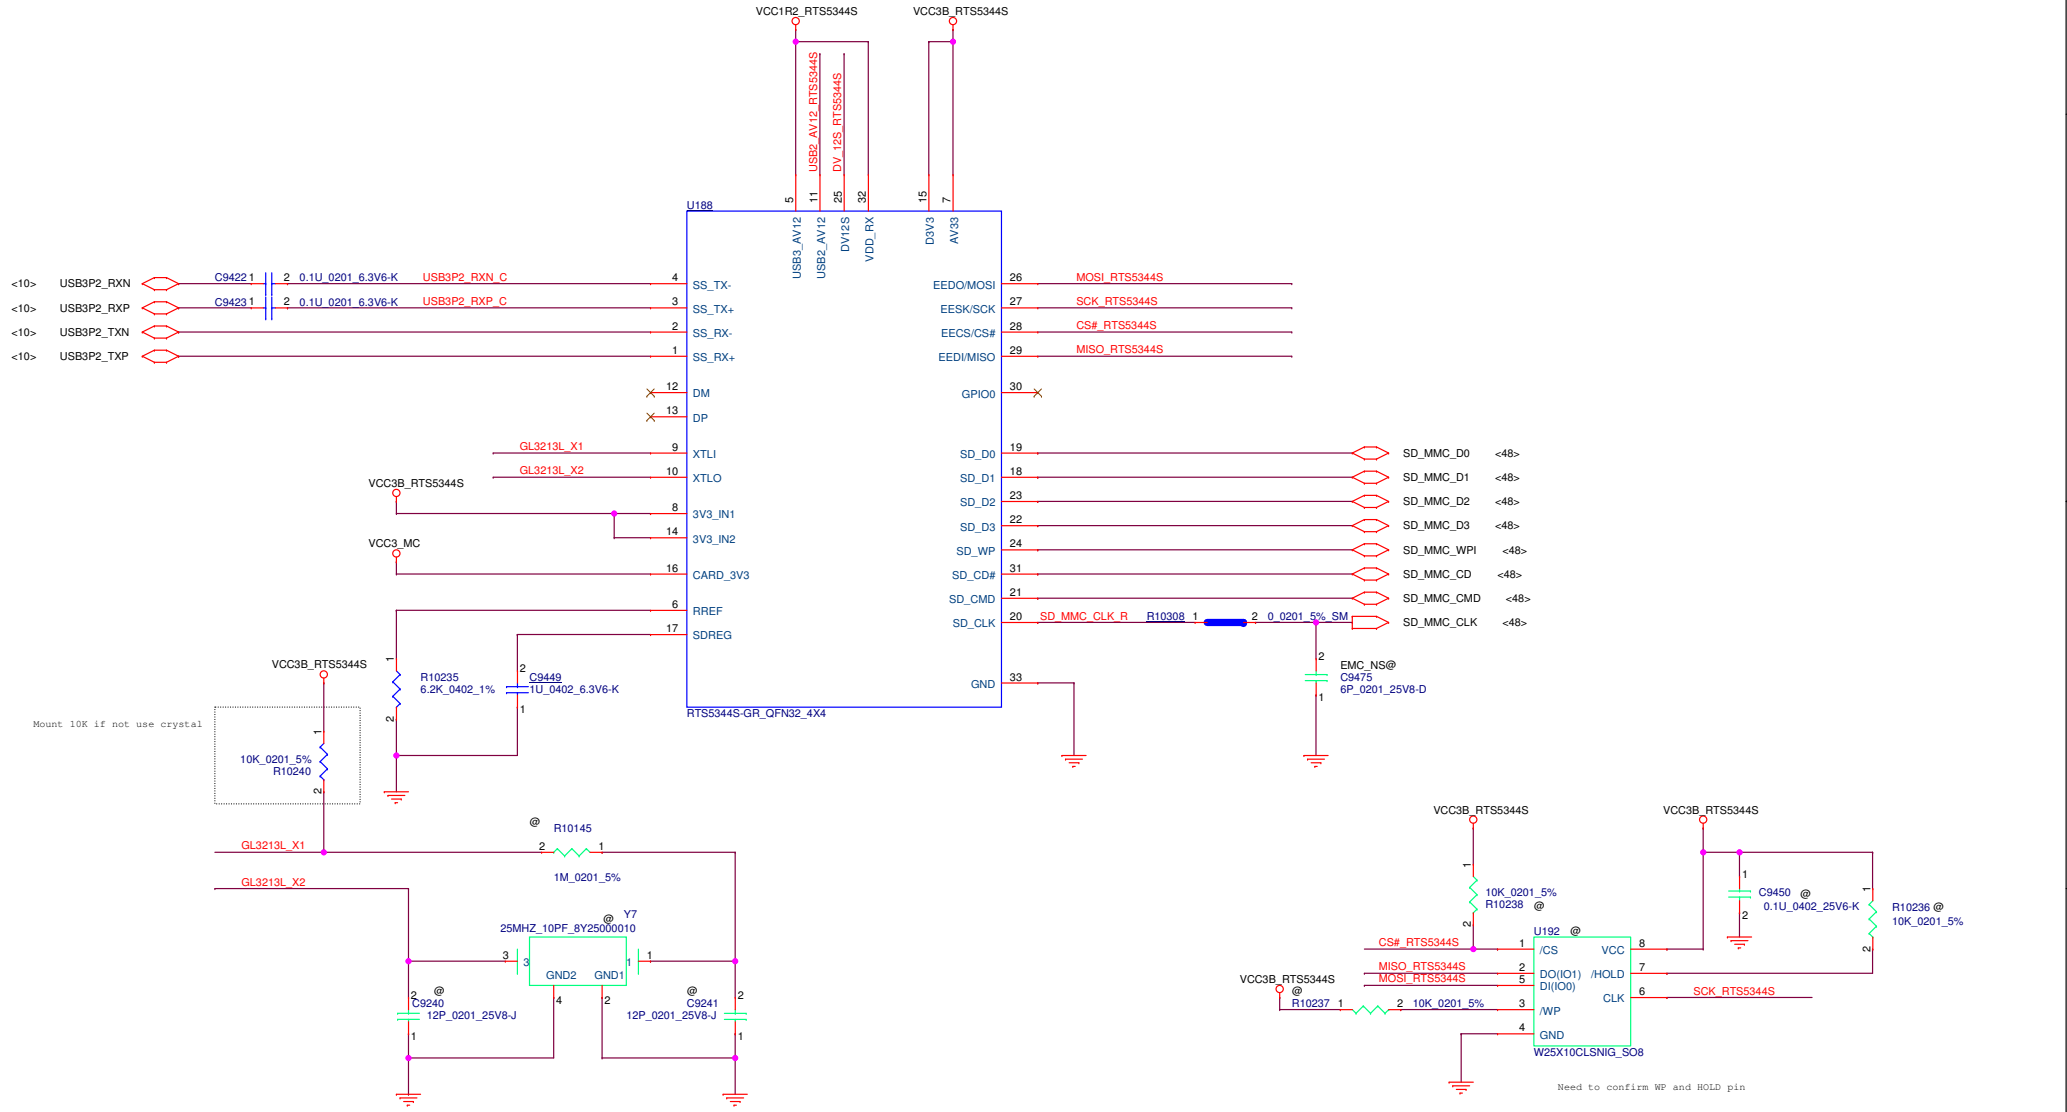 VCC1R2_RTS5344S
VCC3B_RTS5344S
USB2_AV12_RTS5344S
DV_12S_RTS5344S
5
11
25
32
15
7
U188
USB3_AV12
USB2_AV12
DV12S
VDD_RX
D3V3
AV33
<10> USB3P2_RXN C9422 1 2 0.1U_0201_6.3V6-K USB3P2_RXN_C 4 SS_TX-
<10> USB3P2_RXP C9423 1 2 0.1U_0201_6.3V6-K USB3P2_RXP_C 3 SS_TX+
<10> USB3P2_TXN 2 SS_RX-
<10> USB3P2_TXP 1 SS_RX+
12 DM
13 DP
GL3213L_X1 9 XTLI
GL3213L_X2 10 XTLO
VCC3B_RTS5344S
8 3V3_IN1
14 3V3_IN2
VCC3_MC
16 CARD_3V3
6 RREF
17 SDREG
EEDO/MOSI 26 MOSI_RTS5344S
EESK/SCK 27 SCK_RTS5344S
EECS/CS# 28 CS#_RTS5344S
EEDI/MISO 29 MISO_RTS5344S
GPIO0 30
SD_D0 19 SD_MMC_D0 <48>
SD_D1 18 SD_MMC_D1 <48>
SD_D2 23 SD_MMC_D2 <48>
SD_D3 22 SD_MMC_D3 <48>
SD_WP 24 SD_MMC_WPI <48>
SD_CD# 31 SD_MMC_CD <48>
SD_CMD 21 SD_MMC_CMD <48>
SD_CLK 20 SD_MMC_CLK_R R10308 1 2 0_0201_5%_SM SD_MMC_CLK <48>
GND 33
RTS5344S-GR_QFN32_4X4
2
EMC_NS@
C9475
6P_0201_25V8-D
1
1
R10235
6.2K_0402_1%
2
2
C9449
1U_0402_6.3V6-K
1
VCC3B_RTS5344S
Mount 10K if not use crystal
1
10K_0201_5%
R10240
2
@
R10145
GL3213L_X1 2 1
1M_0201_5%
GL3213L_X2
@ Y7
25MHZ_10PF_8Y25000010
3 3 1 1
GND2 GND1
4 2
2 @
C9240
12P_0201_25V8-J
1
@ 2
C9241
12P_0201_25V8-J
1
VCC3B_RTS5344S
VCC3B_RTS5344S
1
10K_0201_5%
R10238 @
2
1
C9450 @
0.1U_0402_25V6-K
2
1
R10236 @
10K_0201_5%
2
U192 @
CS#_RTS5344S 1 /CS VCC 8
MISO_RTS5344S 2 DO(IO1) /HOLD 7
MOSI_RTS5344S 5 DI(IO0)
CLK 6 SCK_RTS5344S
VCC3B_RTS5344S
@
R10237 1 2 10K_0201_5% 3 /WP
4 GND
W25X10CLSNIG_SO8
Need to confirm WP and HOLD pin